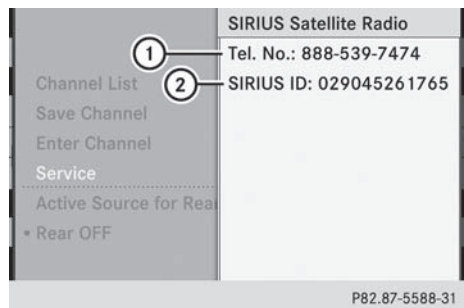 SIRIUS Satellite Radio
1
Tel. No.: 888-539-7474
2
SIRIUS ID: 029045261765
Channel List
Save Channel
Enter Channel
Service
Active Source for Rear
• Rear OFF
P82.87-5588-31